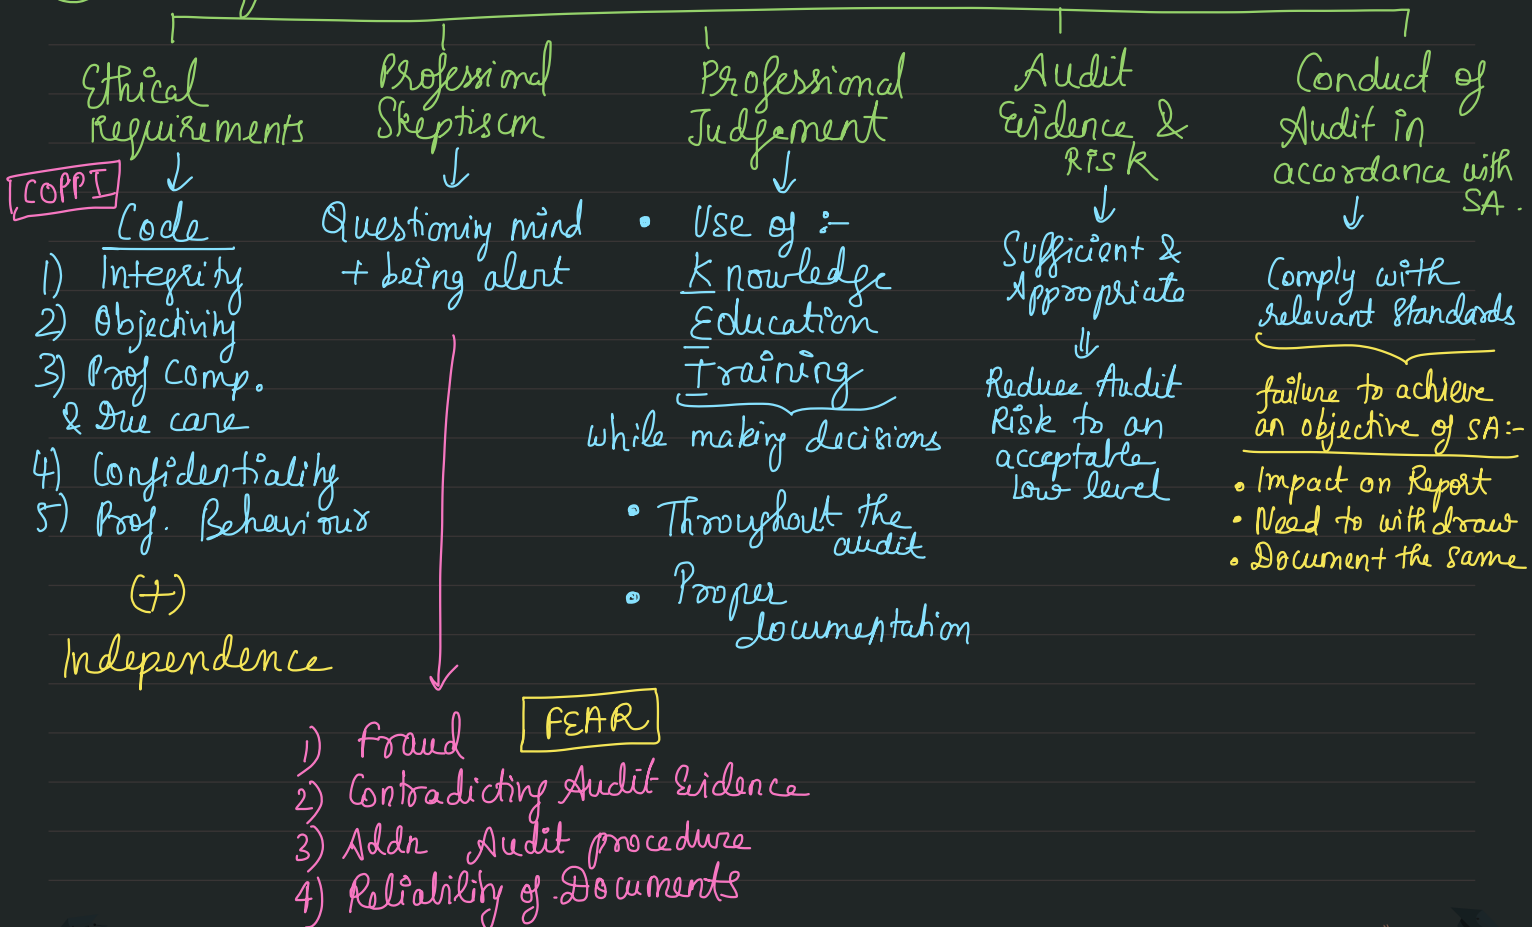 Ethical
Requirements
COPPI
Code
1) Integrity
2) Objectivity
3) Prof Comp.
& Due care
4) Confidentiality
5) Prof. Behaviour
(+)
Independence
Professional
Skeptiscm
Questioning mind
+ being alert
FEAR
1) Fraud
2) Contradicting Audit Evidence
3) Addn Audit procedure
4) Reliability of Documents
Professional
Judgement
• Use of :-
Knowledge
Education
Training
while making decisions
• Throughout the
audit
• Proper
documentation
Audit
Evidence &
Risk
Sufficient &
Appropriate
Reduce Audit
Risk to an
acceptable
Low level
Conduct of
Audit in
accordance with
SA.
Comply with
relevant Standards
failure to achieve
an objective of SA:-
• Impact on Report
• Need to withdraw
• Document the same